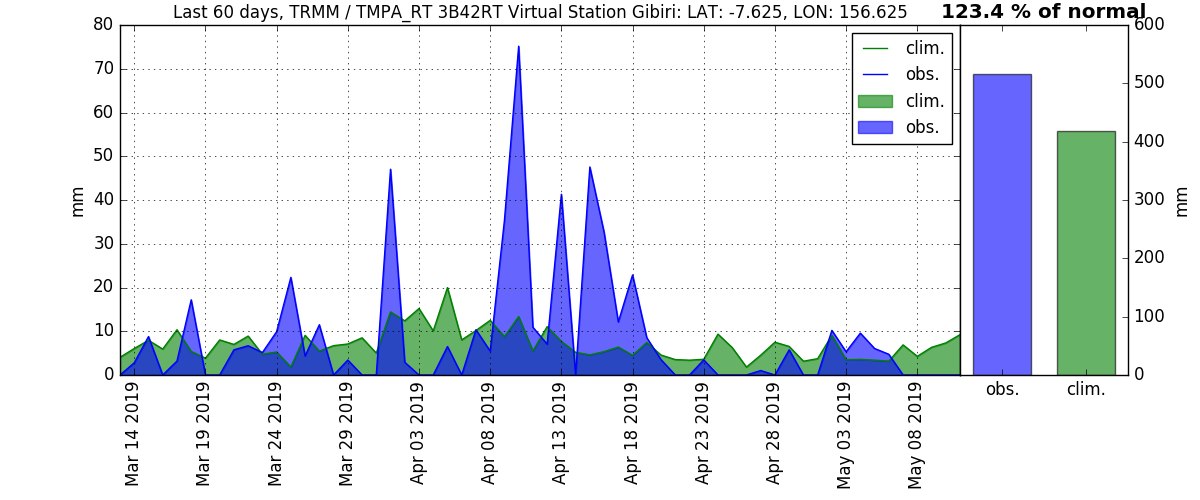 Last 60 days, TRMM / TMPA_RT 3B42RT Virtual Station Gibiri: LAT: -7.625, LON: 156.625
123.4 % of normal
80
70
60
50
40
30
20
10
0
mm
clim.
obs.
clim.
obs.
Mar 14 2019
Mar 19 2019
Mar 24 2019
Mar 29 2019
Apr 03 2019
Apr 08 2019
Apr 13 2019
Apr 18 2019
Apr 23 2019
Apr 28 2019
May 03 2019
May 08 2019
600
500
400
300
200
100
0
mm
obs.
clim.